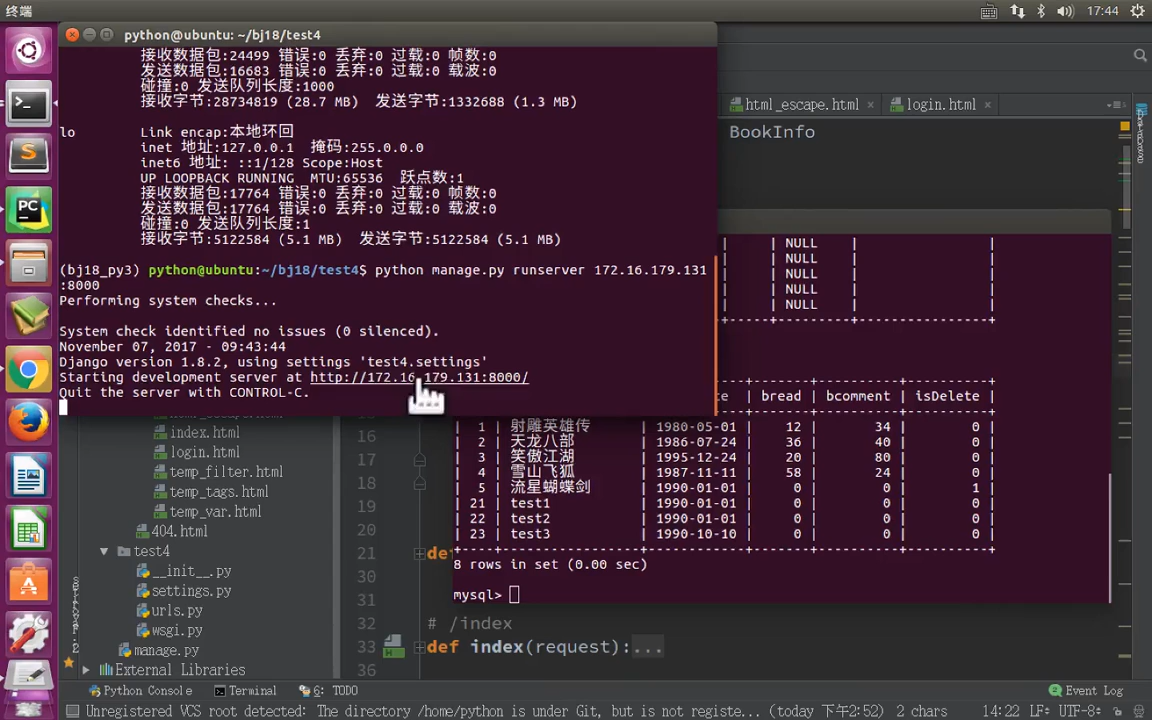 终端
17:44
python@ubuntu: ~/bj18/test4
接收数据包:24499 错误:0 丢弃:0 过载:0 帧数:0
发送数据包:16683 错误:0 丢弃:0 过载:0 载波:0
碰撞:0 发送队列长度:1000
接收字节:28734819 (28.7 MB)  发送字节:1332688 (1.3 MB)
lo Link encap:本地环回
inet 地址:127.0.0.1  掩码:255.0.0.0
inet6 地址: ::1/128 Scope:Host
UP LOOPBACK RUNNING  MTU:65536  跃点数:1
接收数据包:17764 错误:0 丢弃:0 过载:0 帧数:0
发送数据包:17764 错误:0 丢弃:0 过载:0 载波:0
碰撞:0 发送队列长度:1
接收字节:5122584 (5.1 MB)  发送字节:5122584 (5.1 MB)
(bj18_py3) python@ubuntu:~/bj18/test4$ python manage.py runserver 172.16.179.131
:8000
Performing system checks...
System check identified no issues (0 silenced).
November 07, 2017 - 09:43:44
Django version 1.8.2, using settings 'test4.settings'
Starting development server at http://172.16.179.131:8000/
Quit the server with CONTROL-C.
html_escape.html
login.html
BookInfo
| | NULL | |
| | NULL | |
| | NULL | |
| | NULL | |
| | NULL | |
| bread | bcomment | isDelete |
| 1 | 射雕英雄传 | 1980-05-01 | 12 | 34 | 0 |
| 2 | 天龙八部 | 1986-07-24 | 36 | 40 | 0 |
| 3 | 笑傲江湖 | 1995-12-24 | 20 | 80 | 0 |
| 4 | 雪山飞狐 | 1987-11-11 | 58 | 24 | 0 |
| 5 | 流星蝴蝶剑 | 1990-01-01 | 0 | 0 | 1 |
| 21 | test1 | 1990-01-01 | 0 | 0 | 0 |
| 22 | test2 | 1990-01-01 | 0 | 0 | 0 |
| 23 | test3 | 1990-10-10 | 0 | 0 | 0 |
8 rows in set (0.00 sec)
mysql>
index.html
login.html
temp_filter.html
temp_tags.html
temp_var.html
404.html
test4
__init__.py
settings.py
urls.py
wsgi.py
manage.py
External Libraries
16
17
18
19
20
21 def
30
31
32 # /index
33 def index(request):...
36
Python Console
Terminal
6: TODO
Event Log
Unregistered VCS root detected: The directory /home/python is under Git, but is not registe... (today 下午2:52)
2 chars
14:22
LF÷
UTF-8÷